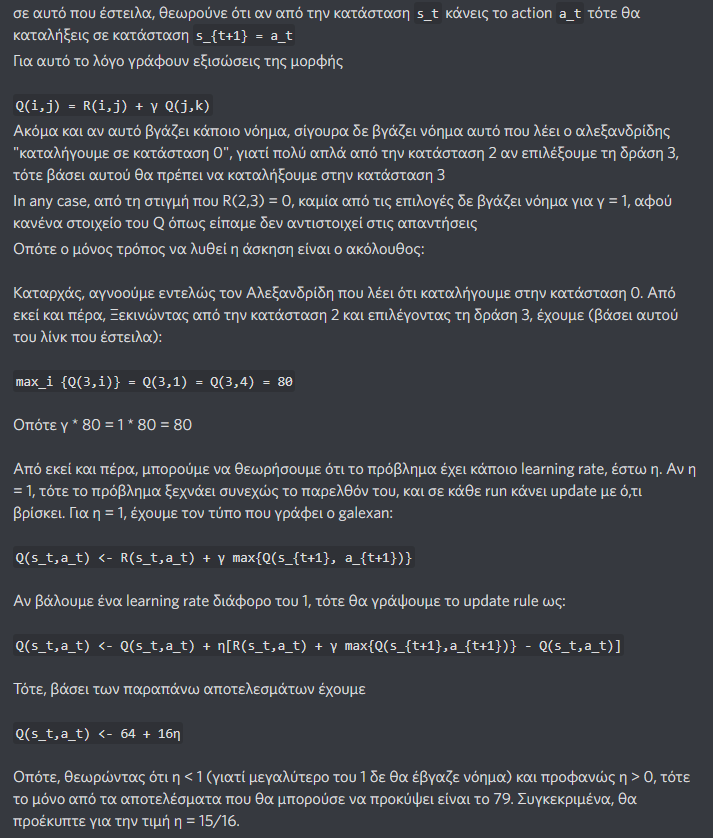 σε αυτό που έστειλα, θεωρούνε ότι αν από την κατάσταση s_t κάνεις το action a_t τότε θα
καταλήξεις σε κατάσταση s_{t+1} = a_t
Για αυτό το λόγο γράφουν εξισώσεις της μορφής
Q(i,j) = R(i,j) + γ Q(j,k)
Ακόμα και αν αυτό βγάζει κάποιο νόημα, σίγουρα δε βγάζει νόημα αυτό που λέει ο αλεξανδρίδης
"καταλήγουμε σε κατάσταση 0", γιατί πολύ απλά από την κατάσταση 2 αν επιλέξουμε τη δράση 3,
τότε βάσει αυτού θα πρέπει να καταλήξουμε στην κατάσταση 3
In any case, από τη στιγμή που R(2,3) = 0, καμία από τις επιλογές δε βγάζει νόημα για γ = 1, αφού
κανένα στοιχείο του Q όπως είπαμε δεν αντιστοιχεί στις απαντήσεις
Οπότε ο μόνος τρόπος να λυθεί η άσκηση είναι ο ακόλουθος:
Καταρχάς, αγνοούμε εντελώς τον Αλεξανδρίδη που λέει ότι καταλήγουμε στην κατάσταση 0. Από
εκεί και πέρα, Ξεκινώντας από την κατάσταση 2 και επιλέγοντας τη δράση 3, έχουμε (βάσει αυτού
του λίνκ που έστειλα):
max_i {Q(3,i)} = Q(3,1) = Q(3,4) = 80
Οπότε γ * 80 = 1 * 80 = 80
Από εκεί και πέρα, μπορούμε να θεωρήσουμε ότι το πρόβλημα έχει κάποιο learning rate, έστω η. Αν η
= 1, τότε το πρόβλημα ξεχνάει συνεχώς το παρελθόν του, και σε κάθε run κάνει update με ό,τι
βρίσκει. Για η = 1, έχουμε τον τύπο που γράφει ο galexan:
Q(s_t,a_t) <- R(s_t,a_t) + γ max{Q(s_{t+1}, a_{t+1})}
Αν βάλουμε ένα learning rate διάφορο του 1, τότε θα γράψουμε το update rule ως:
Q(s_t,a_t) <- Q(s_t,a_t) + η[R(s_t,a_t) + γ max{Q(s_{t+1},a_{t+1})} - Q(s_t,a_t)]
Τότε, βάσει των παραπάνω αποτελεσμάτων έχουμε
Q(s_t,a_t) <- 64 + 16η
Οπότε, θεωρώντας ότι η < 1 (γιατί μεγαλύτερο του 1 δε θα έβγαζε νόημα) και προφανώς η > 0, τότε
το μόνο από τα αποτελέσματα που θα μπορούσε να προκύψει είναι το 79. Συγκεκριμένα, θα
προέκυπτε για την τιμή η = 15/16.